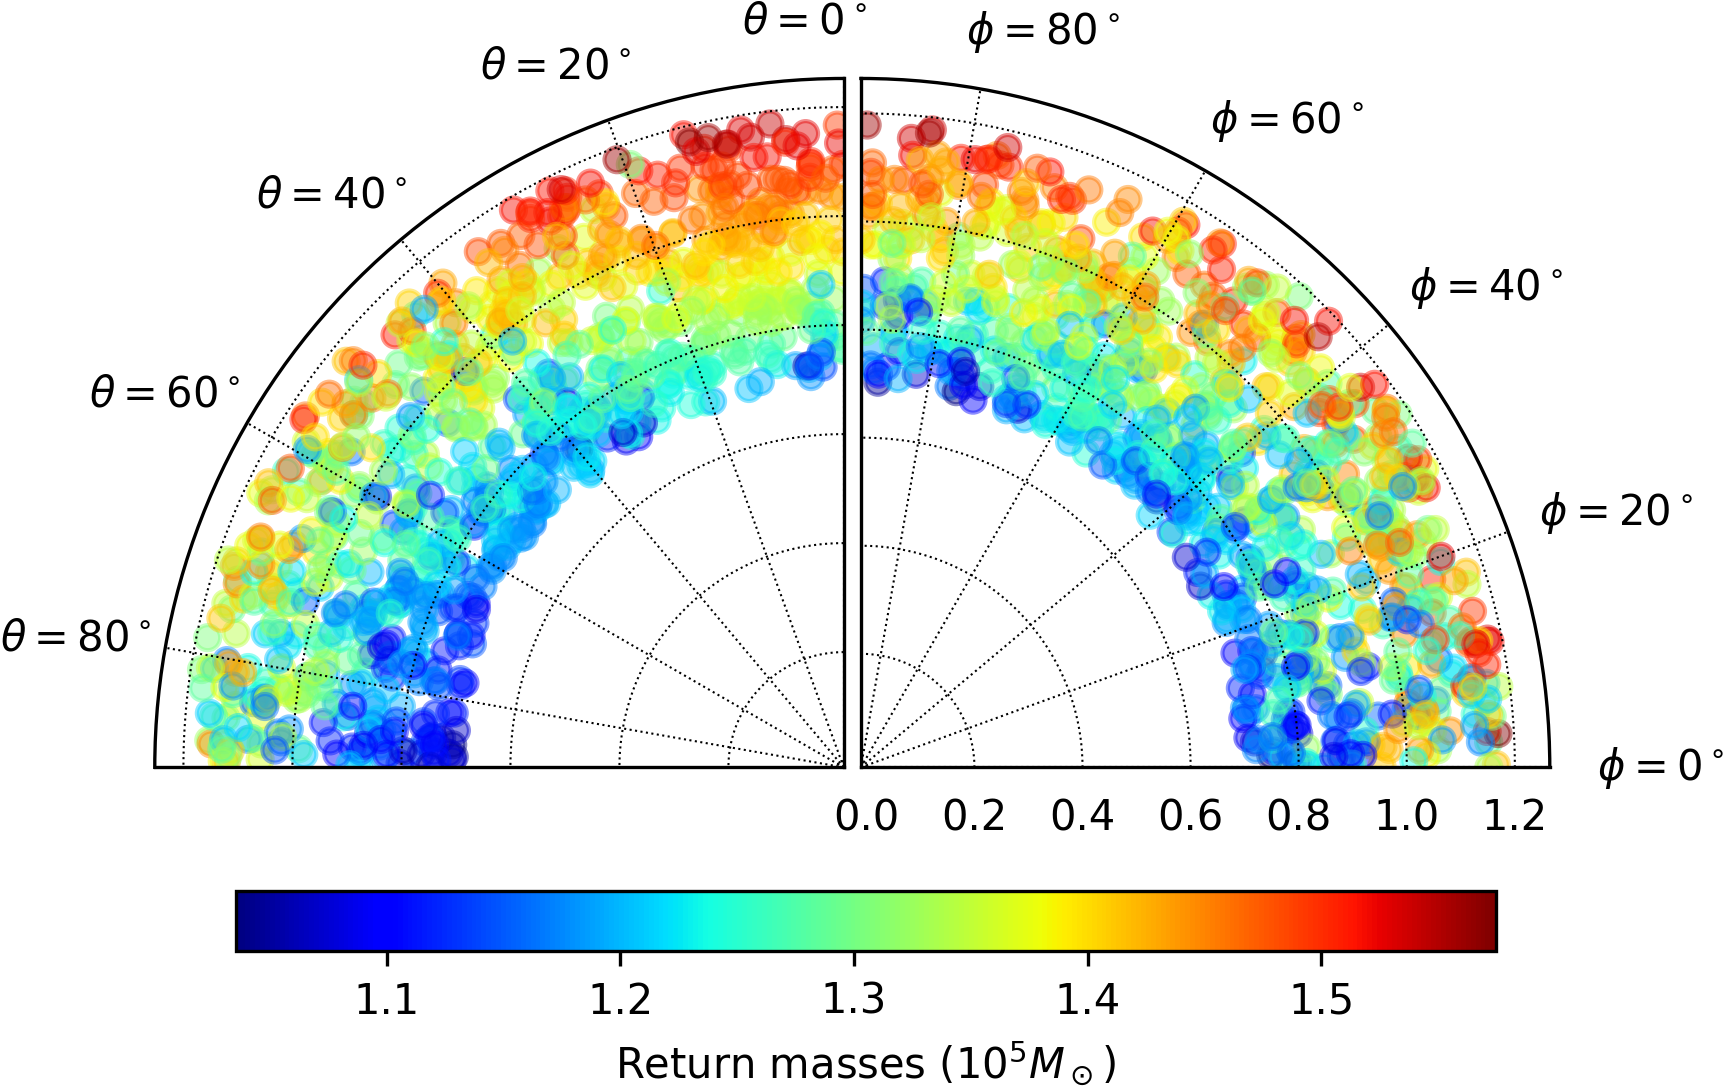 θ = 0° ϕ = 80°
θ = 20°
ϕ = 60°
θ = 40°
ϕ = 40°
θ = 60°
ϕ = 20°
θ = 80°
ϕ = 0°
0.0 0.2 0.4 0.6 0.8 1.0 1.2
1.1 1.2 1.3 1.4 1.5
Return masses (10⁵M⊙)